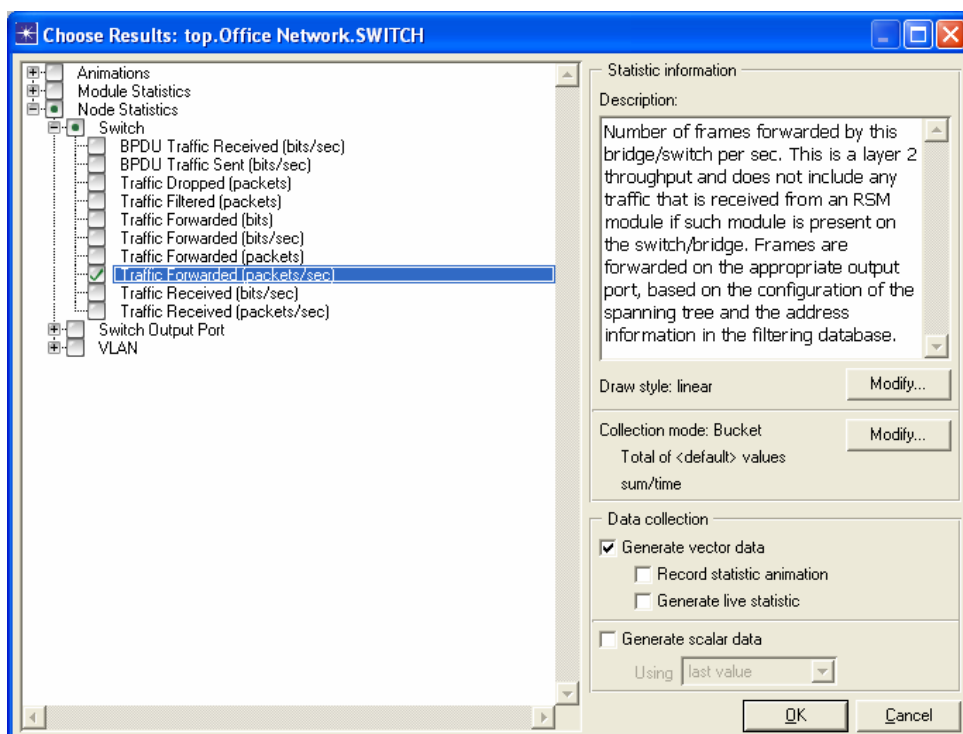 Choose Results: top.Office Network.SWITCH
Animations
Module Statistics
Node Statistics
Switch
BPDU Traffic Received (bits/sec)
BPDU Traffic Sent (bits/sec)
Traffic Dropped (packets)
Traffic Filtered (packets)
Traffic Forwarded (bits)
Traffic Forwarded (bits/sec)
Traffic Forwarded (packets)
Traffic Forwarded (packets/sec)
Traffic Received (bits/sec)
Traffic Received (packets/sec)
Switch Output Port
VLAN
Statistic information
Description:
Number of frames forwarded by this
bridge/switch per sec. This is a layer 2
throughput and does not include any
traffic that is received from an RSM
module if such module is present on
the switch/bridge. Frames are
forwarded on the appropriate output
port, based on the configuration of the
spanning tree and the address
information in the filtering database.
Draw style: linear
Modify...
Collection mode: Bucket
Modify...
Total of <default> values
sum/time
Data collection
Generate vector data
Record statistic animation
Generate live statistic
Generate scalar data
Using last value
OK
Cancel